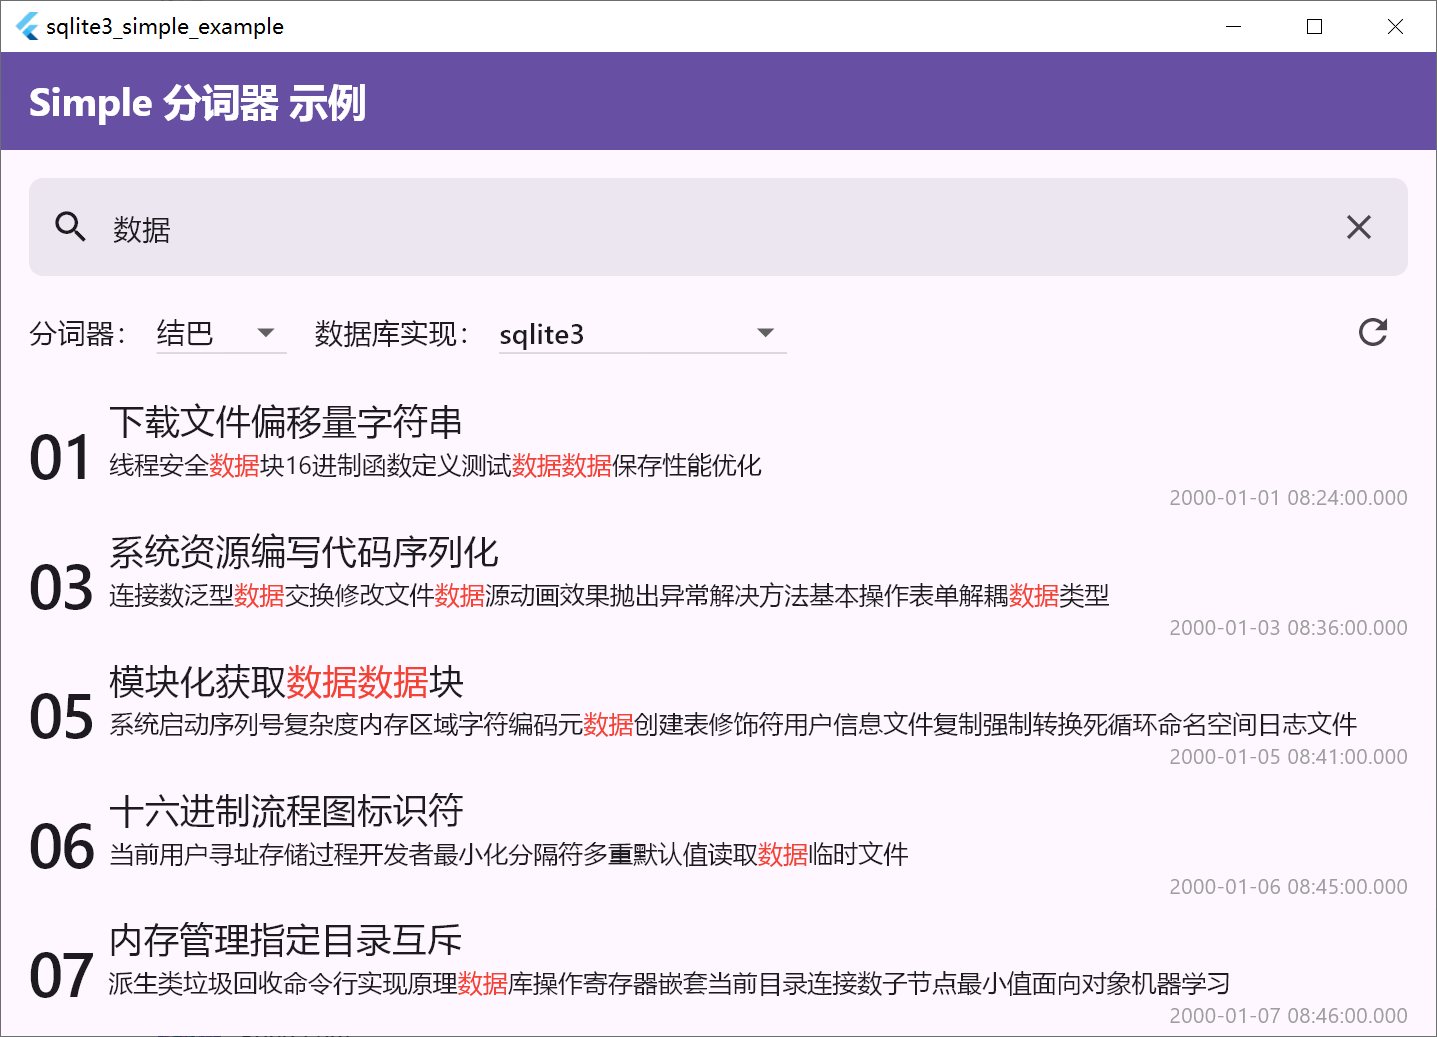 sqlite3_simple_example
Simple 分词器 示例
数据
分词器： 结巴 数据库实现： sqlite3
下载文件偏移量字符串
01 线程安全数据块16进制函数定义测试数据数据保存性能优化
2000-01-01 08:24:00.000
系统资源编写代码序列化
03 连接数泛型数据交换修改文件数据源动画效果抛出异常解决方法基本操作表单解耦数据类型
2000-01-03 08:36:00.000
模块化获取数据数据块
05 系统启动序列号复杂度内存区域字符编码元数据创建表修饰符用户信息文件复制强制转换死循环命名空间日志文件
2000-01-05 08:41:00.000
十六进制流程图标识符
06 当前用户寻址存储过程开发者最小化分隔符多重默认值读取数据临时文件
2000-01-06 08:45:00.000
内存管理指定目录互斥
07 派生类垃圾回收命令行实现原理数据库操作寄存器嵌套当前目录连接数子节点最小值面向对象机器学习
2000-01-07 08:46:00.000